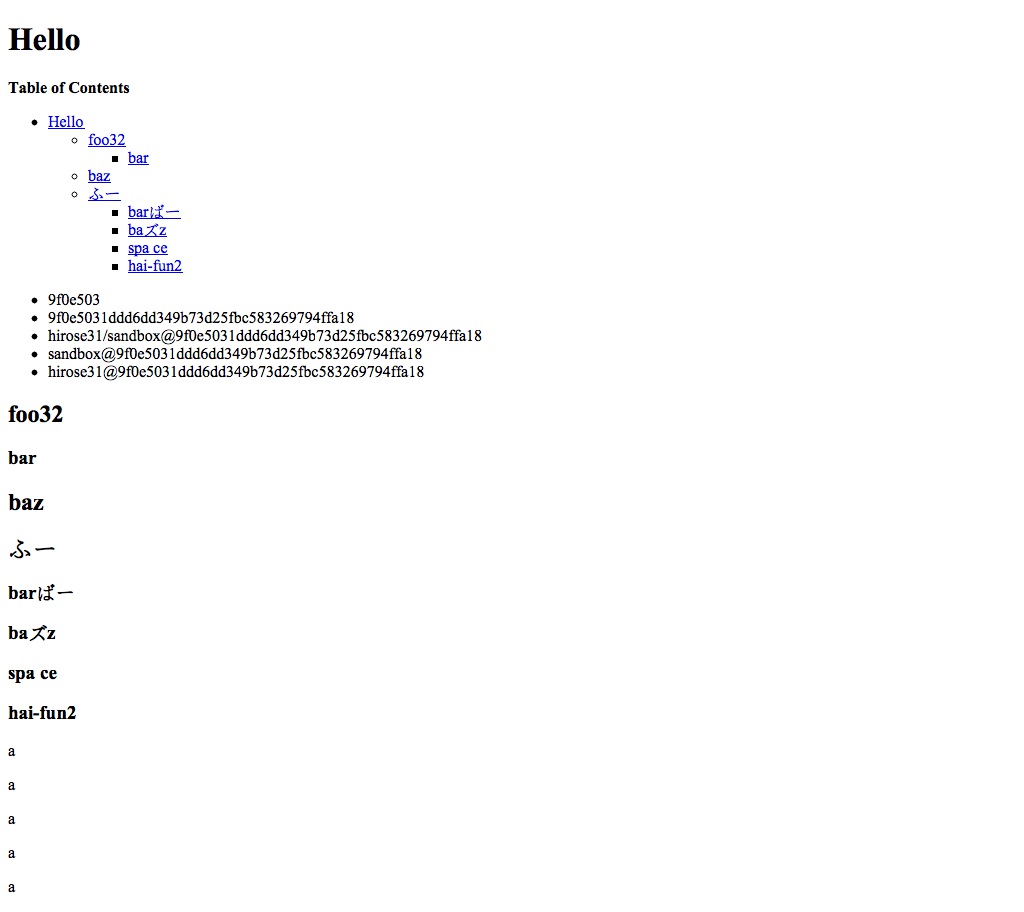 Hello
Table of Contents
Hello
foo32
bar
baz
ふー
barばー
baズz
spa ce
hai-fun2
9f0e503
9f0e5031ddd6dd349b73d25fbc583269794ffa18
hirose31/sandbox@9f0e5031ddd6dd349b73d25fbc583269794ffa18
sandbox@9f0e5031ddd6dd349b73d25fbc583269794ffa18
hirose31@9f0e5031ddd6dd349b73d25fbc583269794ffa18
foo32
bar
baz
ふー
barばー
baズz
spa ce
hai-fun2
a
a
a
a
a